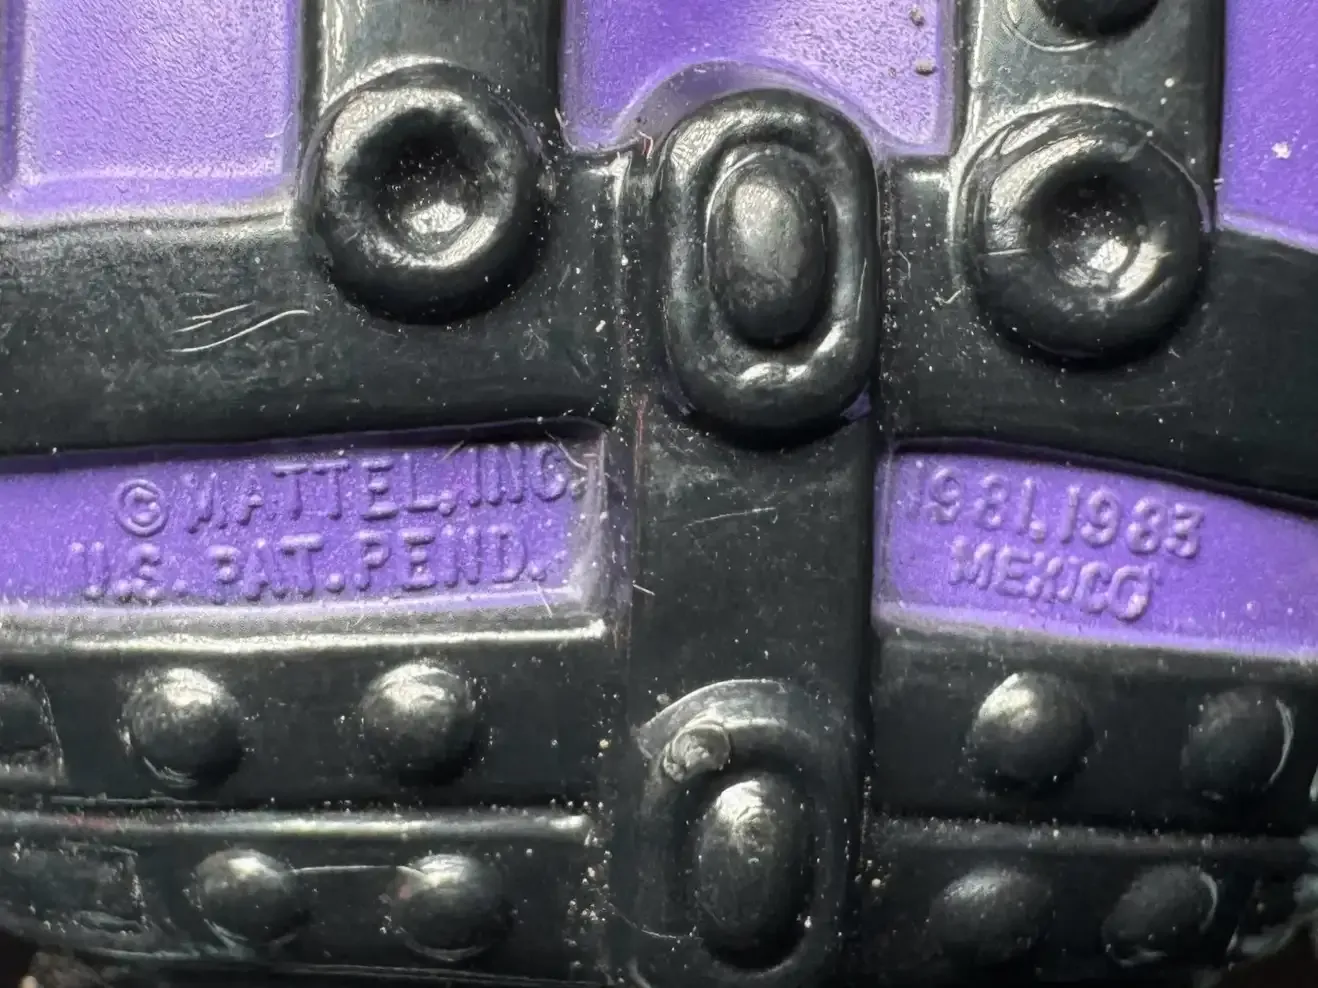 © MATTEL, INC.
U.S. PAT. PEND.
1981, 1983
MEXICO